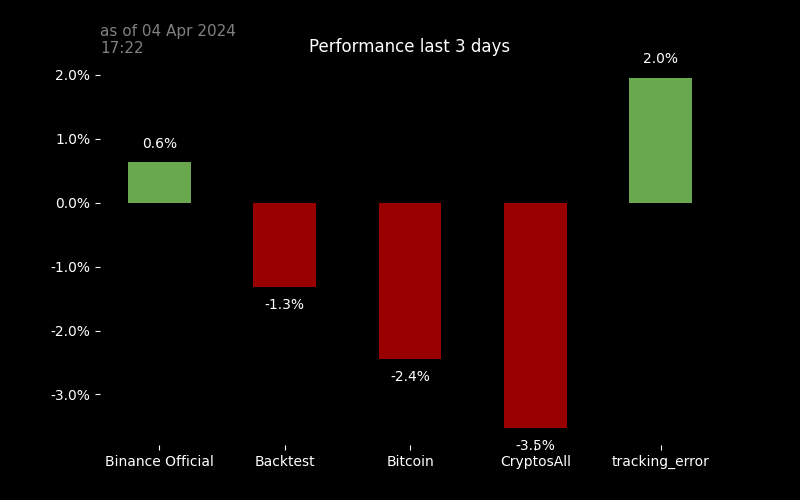 as of 04 Apr 2024
17:22
Performance last 3 days
2.0%
2.0%
1.0%
0.6%
0.0%
-1.0%
-1.3%
-2.0%
-2.4%
-3.0%
-3.5%
Binance Official
Backtest
Bitcoin
CryptosAll
tracking_error